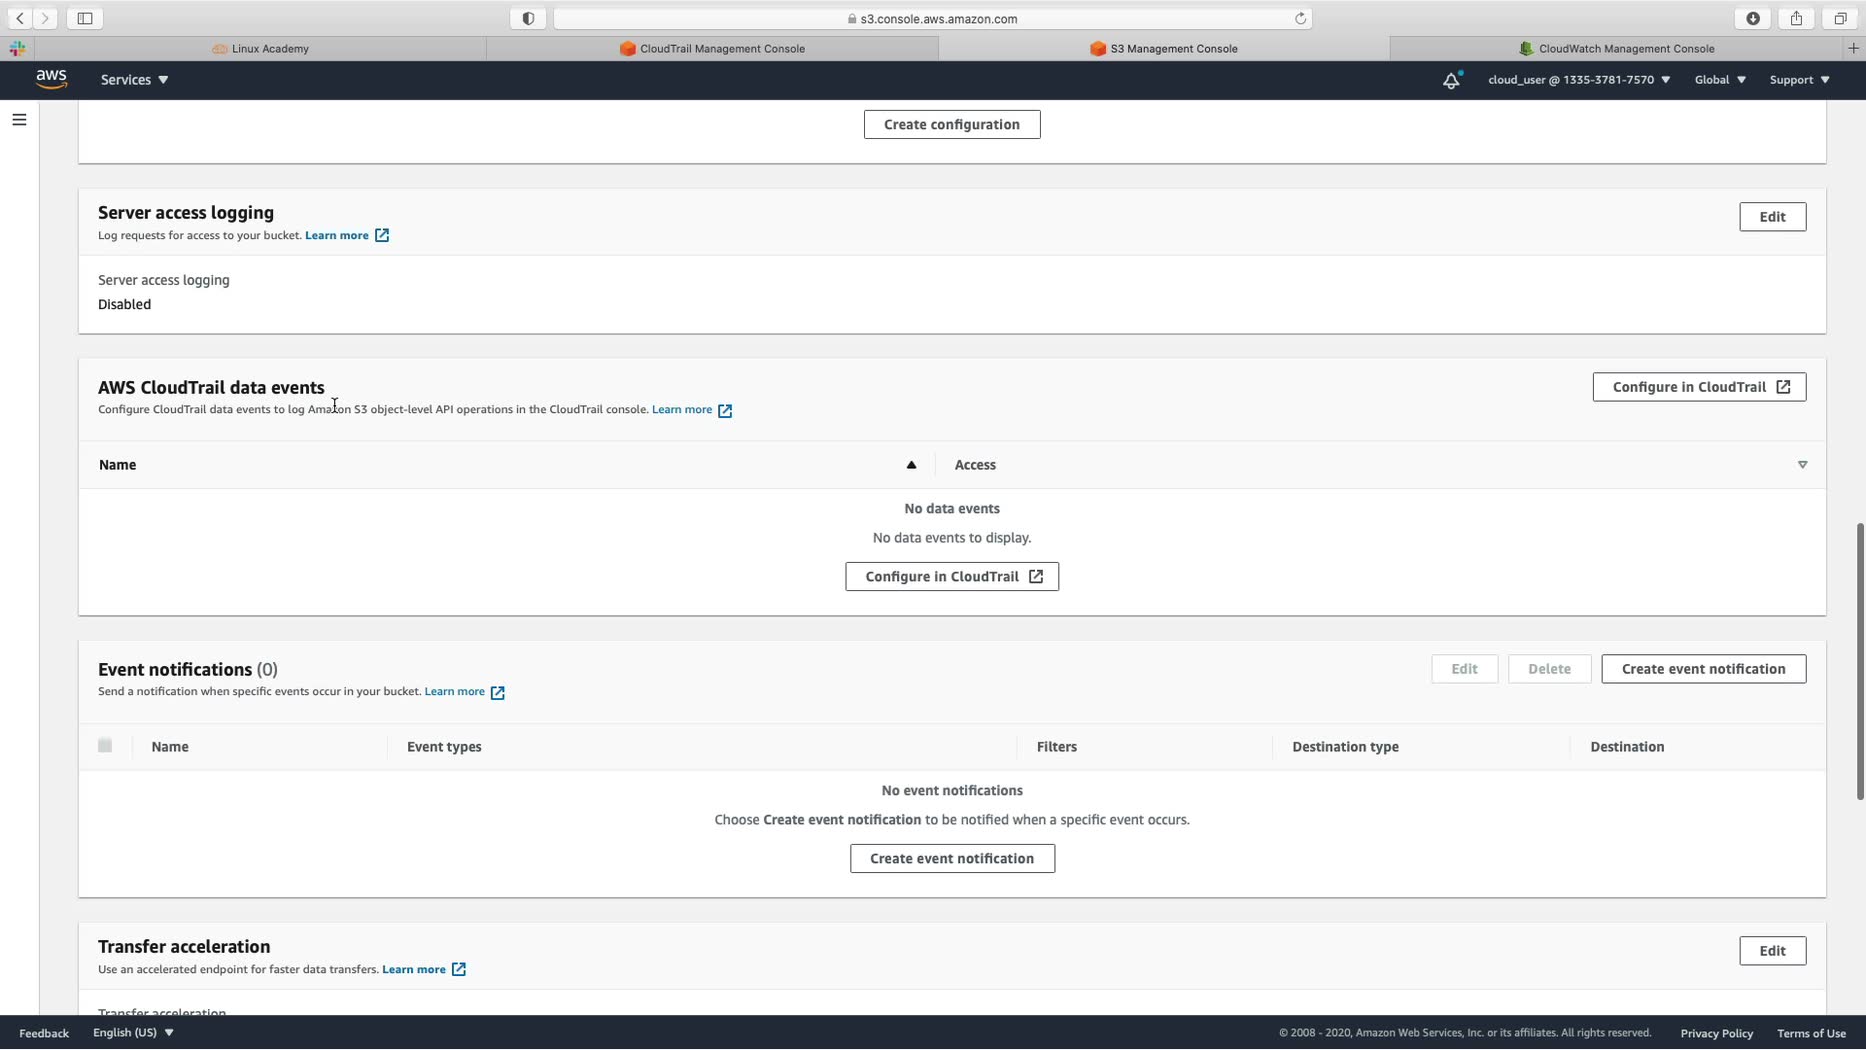 s3.console.aws.amazon.com
Linux Academy
CloudTrail Management Console
S3 Management Console
CloudWatch Management Console
aws
Services
cloud_user @ 1335-3781-7570
Global
Support
Create configuration
Server access logging
Edit
Log requests for access to your bucket. Learn more
Server access logging
Disabled
AWS CloudTrail data events
Configure in CloudTrail
Configure CloudTrail data events to log Amazon S3 object-level API operations in the CloudTrail console. Learn more
Name
Access
No data events
No data events to display.
Configure in CloudTrail
Event notifications (0)
Edit
Delete
Create event notification
Send a notification when specific events occur in your bucket. Learn more
Name
Event types
Filters
Destination type
Destination
No event notifications
Choose Create event notification to be notified when a specific event occurs.
Create event notification
Transfer acceleration
Edit
Use an accelerated endpoint for faster data transfers. Learn more
Transfer acceleration
Feedback
English (US)
© 2008 - 2020, Amazon Web Services, Inc. or its affiliates. All rights reserved.
Privacy Policy
Terms of Use